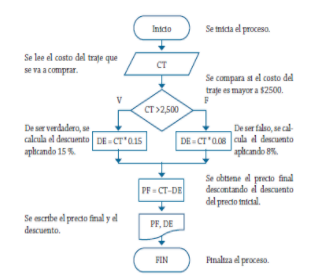 Inicio
Se inicia el proceso.
Se lee el costo del traje que
se va a comprar.
CT
Se compara si el costo del
traje es mayor a $2500.
V
CT >2,500
F
De ser verdadero, se
calcula el descuento
aplicando 15 %.
DE = CT * 0.15
DE = CT * 0.08
De ser falso, se cal-
cula el descuento
aplicando 8%.
Se obtiene el precio final
descontando el descuento
del precio inicial.
PF = CT–DE
Se escribe el precio final y el
descuento.
PF, DE
FIN
Finaliza el proceso.